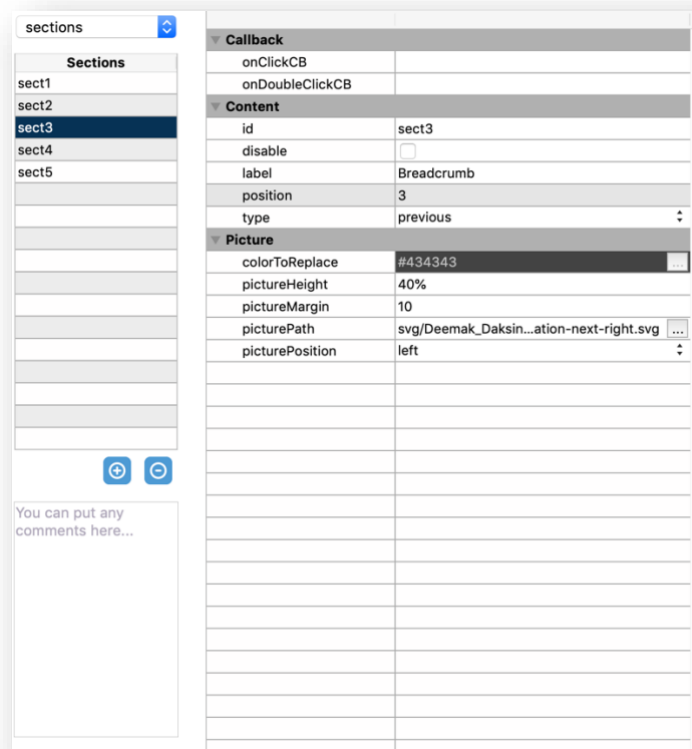 sections
Sections
sect1
sect2
sect3
sect4
sect5
You can put any
comments here...
Callback
onClickCB
onDoubleClickCB
Content
id sect3
disable
label Breadcrumb
position 3
type previous
Picture
colorToReplace #434343 ...
pictureHeight 40%
pictureMargin 10
picturePath svg/Deemak_Daksin...ation-next-right.svg ...
picturePosition left